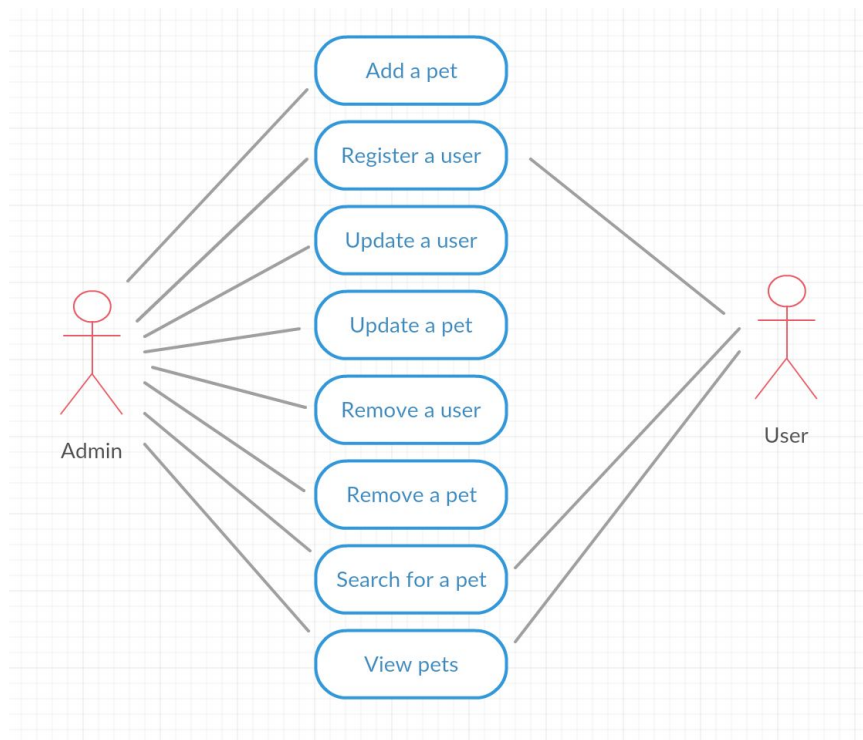 Add a pet
Register a user
Update a user
Update a pet
Remove a user
Remove a pet
Search for a pet
View pets
Admin
User